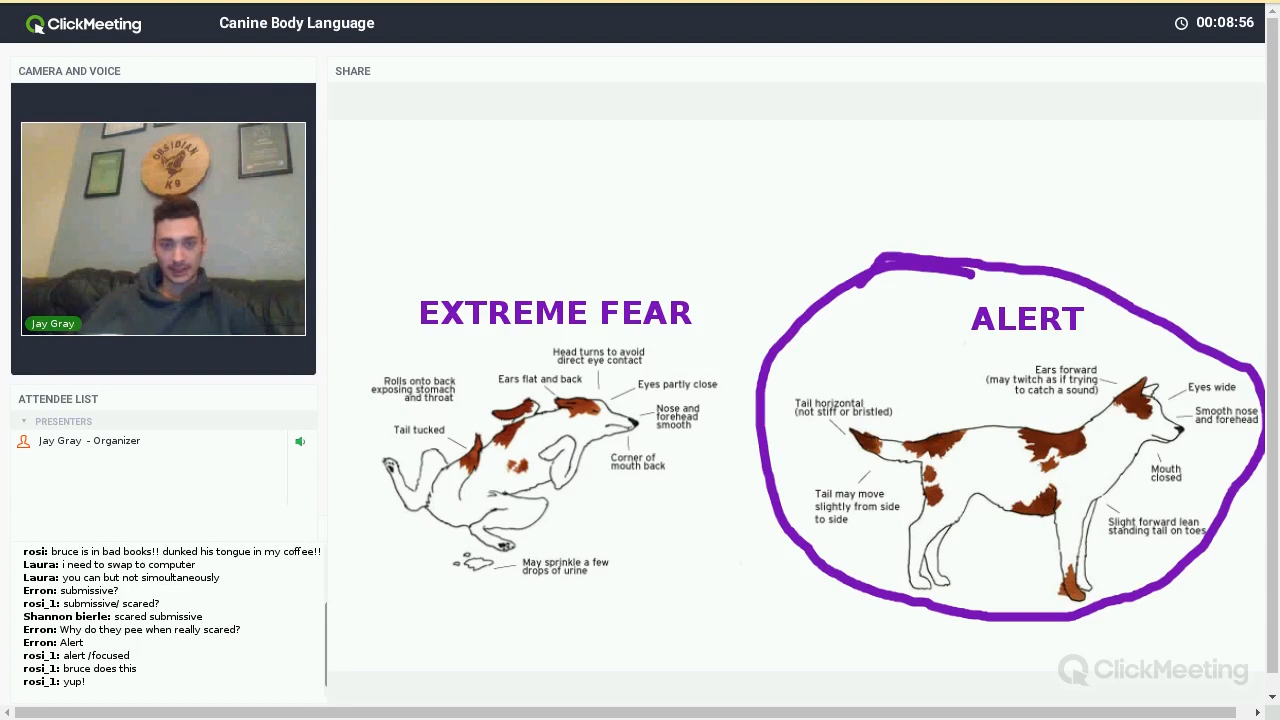 ClickMeeting
Canine Body Language
00:08:56
CAMERA AND VOICE
OBSIDIAN
K9
Jay Gray
ATTENDEE LIST
PRESENTERS
Jay Gray - Organizer
rosi: bruce is in bad books!! dunked his tongue in my coffee!!
Laura: i need to swap to computer
Laura: you can but not simoultaneously
Erron: submissive?
rosi_1: submissive/ scared?
Shannon bierle: scared submissive
Erron: Why do they pee when really scared?
Erron: Alert
rosi_1: alert /focused
rosi_1: bruce does this
rosi_1: yup!
SHARE
EXTREME FEAR
Head turns to avoid
direct eye contact
Rolls onto back
exposing stomach
and throat
Ears flat and back
Eyes partly close
Nose and
forehead
smooth
Tail tucked
Corner of
mouth back
May sprinkle a few
drops of urine
ALERT
Ears forward
(may twitch as if trying
to catch a sound)
Eyes wide
Tail horizontal
(not stiff or bristled)
Smooth nose
and forehead
Mouth
closed
Tail may move
slightly from side
to side
Slight forward lean
standing tall on toes
ClickMeeting